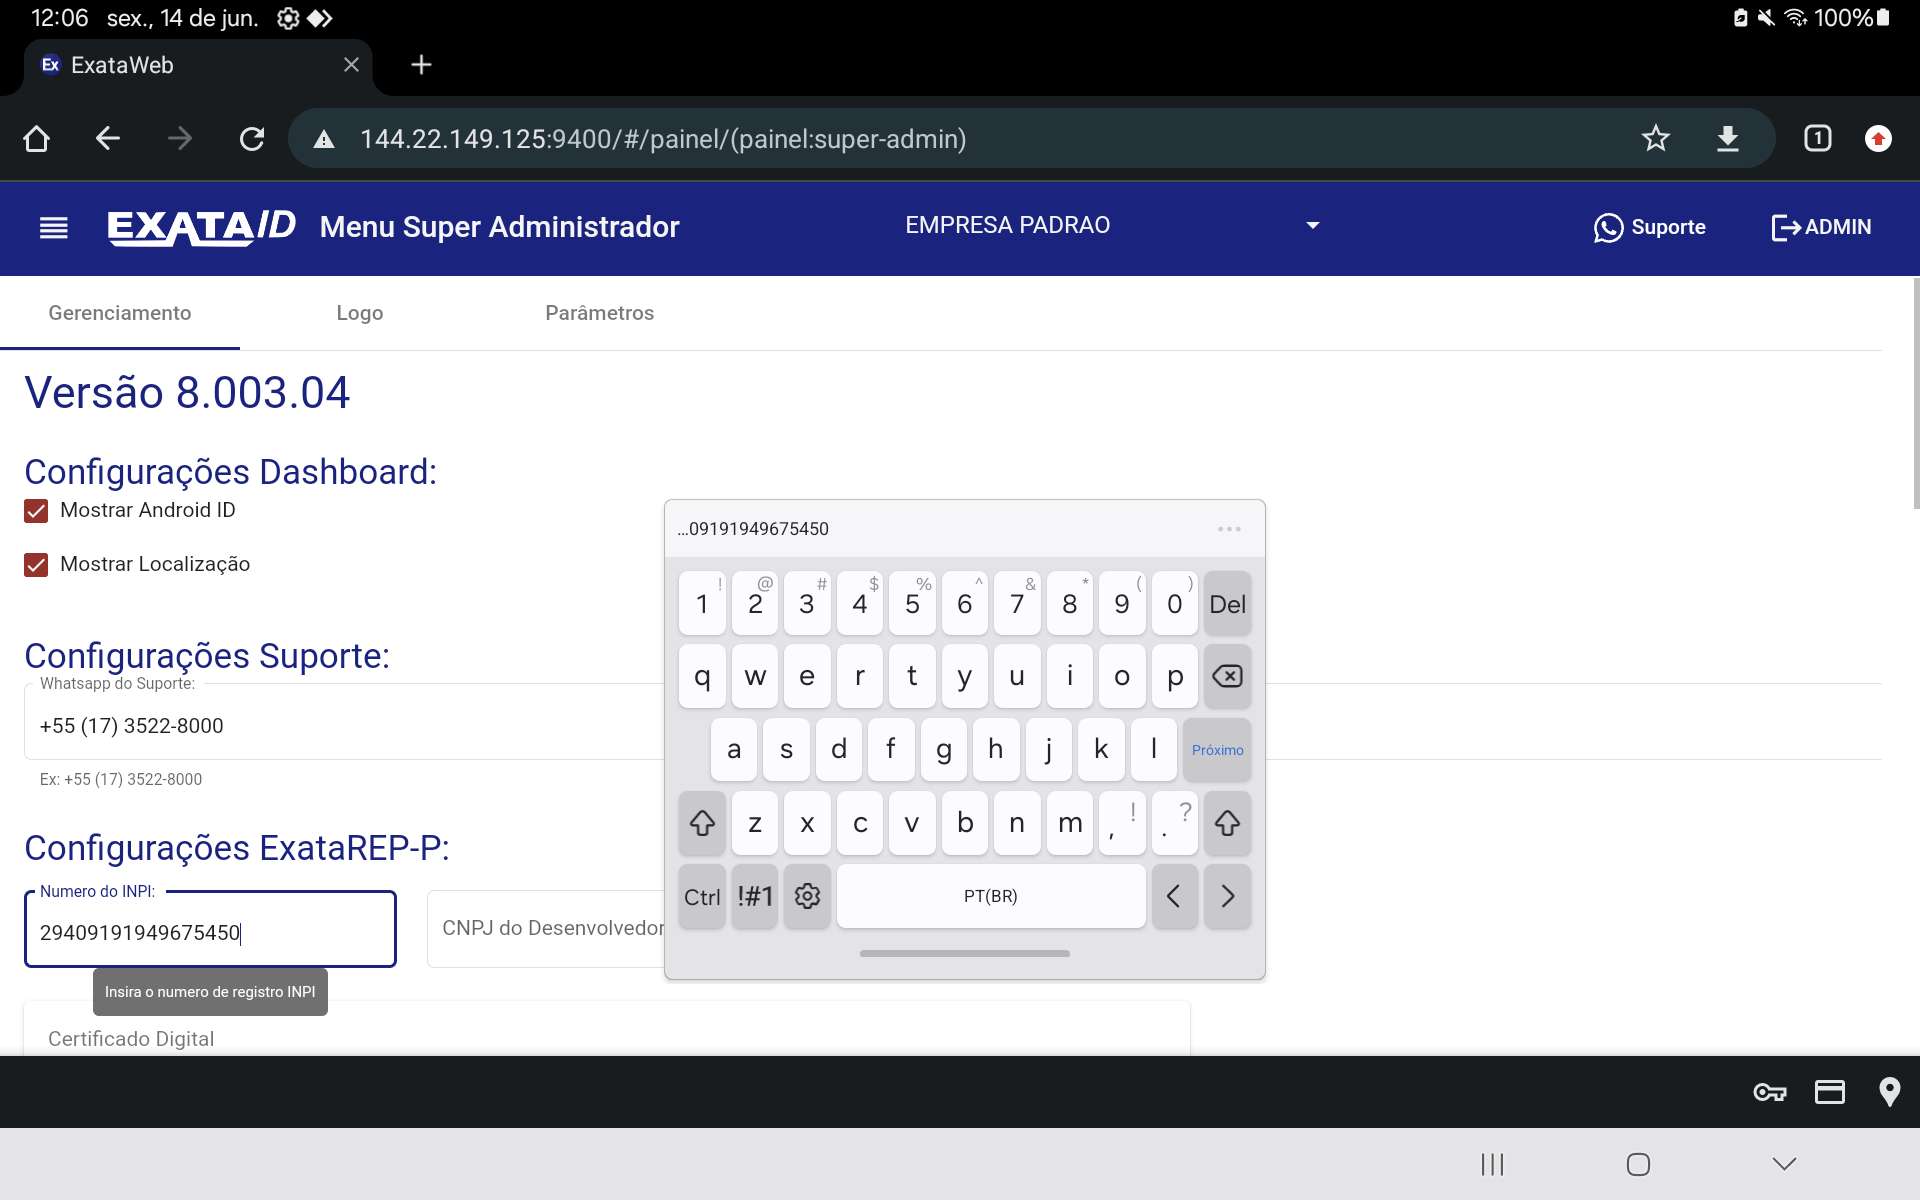 12:06 sex., 14 de jun.
100%
Ex ExataWeb
144.22.149.125:9400/#/painel/(painel:super-admin)
1
EXATAID Menu Super Administrador EMPRESA PADRAO Suporte ADMIN
Gerenciamento Logo Parâmetros
Versão 8.003.04
Configurações Dashboard:
Mostrar Android ID
Mostrar Localização
Configurações Suporte:
Whatsapp do Suporte:
+55 (17) 3522-8000
Ex: +55 (17) 3522-8000
Configurações ExataREP-P:
Numero do INPI:
29409191949675450
CNPJ do Desenvolvedor
Insira o numero de registro INPI
Certificado Digital
...09191949675450
! @ # $ % ^ & * ( )
1 2 3 4 5 6 7 8 9 0 Del
q w e r t y u i o p
a s d f g h j k l Próximo
z x c v b n m , ! . ?
Ctrl !#1 PT(BR) < >